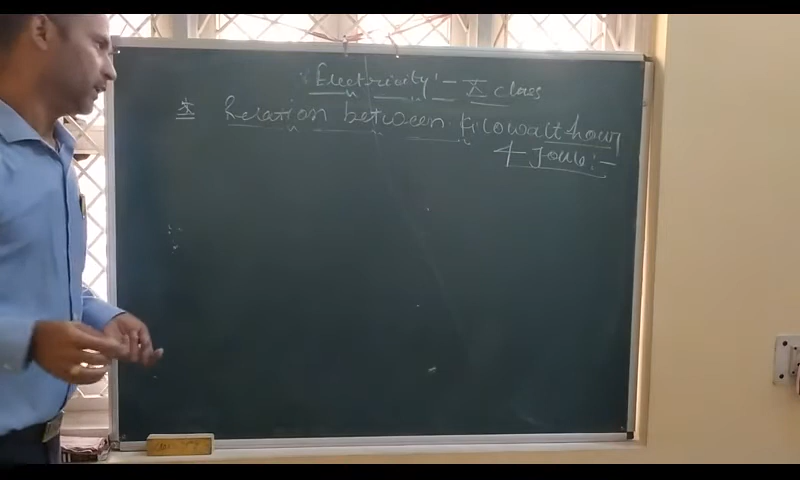 Electricity :- X class
* Relation between kilowatt hour
& Joule :-